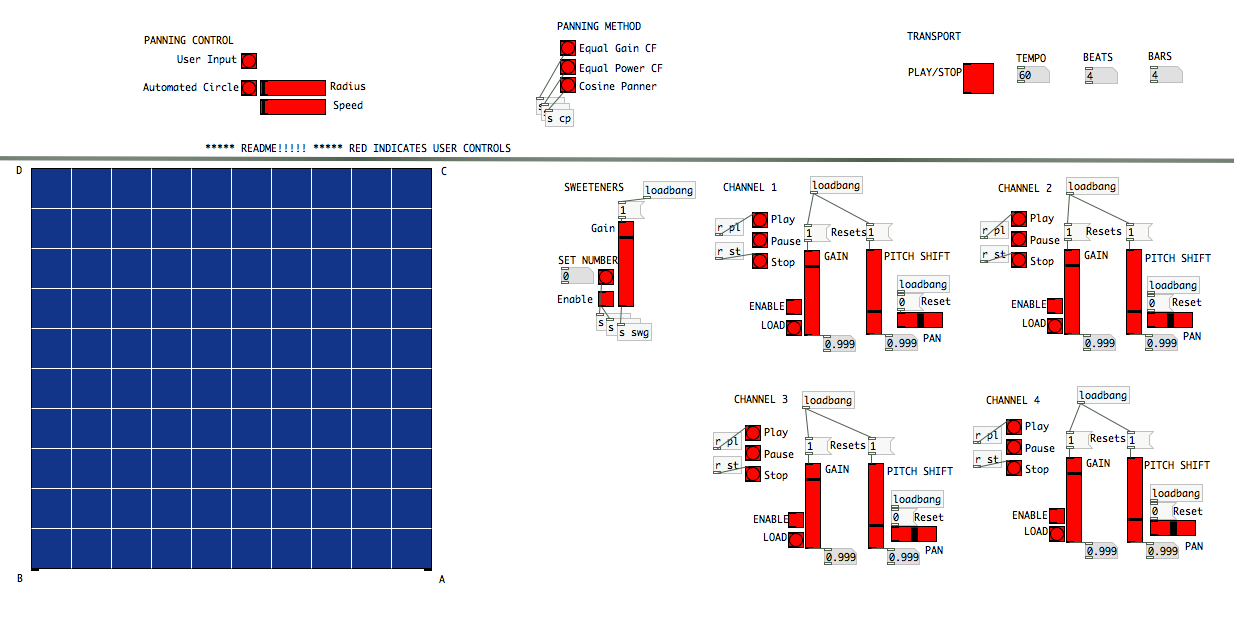 PANNING CONTROL
User Input
Automated Circle
Radius
Speed
PANNING METHOD
Equal Gain CF
Equal Power CF
Cosine Panner
s
s cp
TRANSPORT
PLAY/STOP
TEMPO
60
BEATS
4
BARS
4
***** README!!!!! ***** RED INDICATES USER CONTROLS
D
C
B
A
SWEETENERS
loadbang
1
Gain
SET NUMBER
0
Enable
s
s
s swg
CHANNEL 1
loadbang
r pl
Play
Pause
r st
Stop
1
Resets
1
GAIN
PITCH SHIFT
loadbang
0
Reset
ENABLE
LOAD
PAN
0.999
0.999
CHANNEL 2
loadbang
r pl
Play
Pause
r st
Stop
1
Resets
1
GAIN
PITCH SHIFT
loadbang
0
Reset
ENABLE
LOAD
PAN
0.999
0.999
CHANNEL 3
loadbang
r pl
Play
Pause
r st
Stop
1
Resets
1
GAIN
PITCH SHIFT
loadbang
0
Reset
ENABLE
LOAD
PAN
0.999
0.999
CHANNEL 4
loadbang
r pl
Play
Pause
r st
Stop
1
Resets
1
GAIN
PITCH SHIFT
loadbang
0
Reset
ENABLE
LOAD
PAN
0.999
0.999